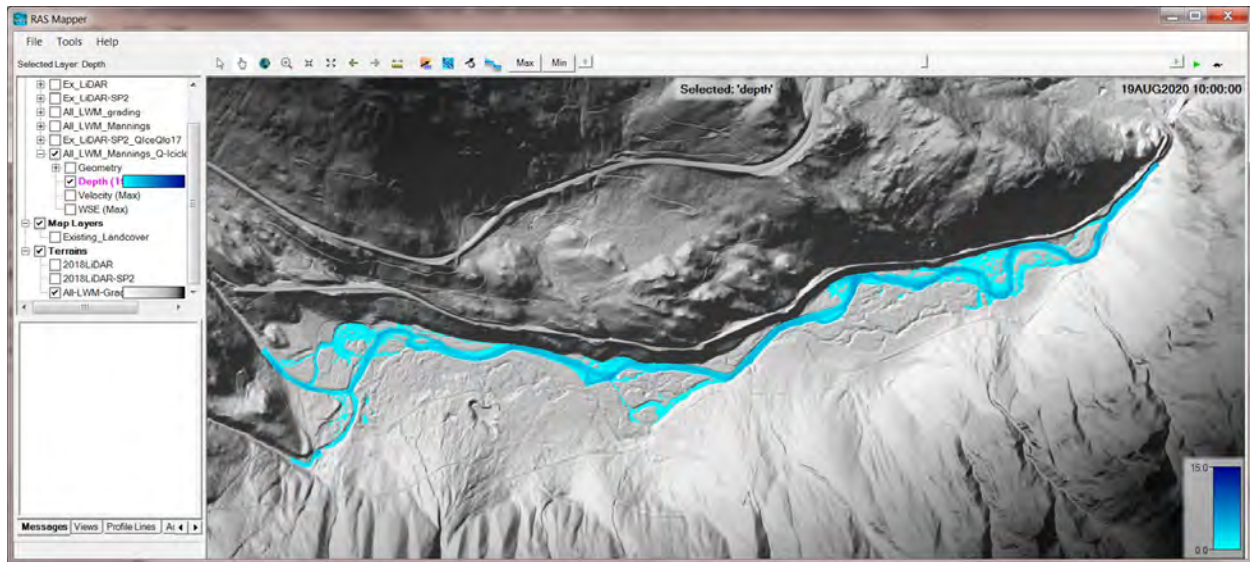 RAS Mapper
File Tools Help
Selected Layer: Depth
Max Min
Ex_LiDAR
Ex_LiDAR-SP2
All_LWM_grading
All_LWM_Mannings
Ex_LiDAR-SP2_QIceQlo17
All_LWM_Mannings_Q-Icicle
Geometry
Depth (15
Velocity (Max)
WSE (Max)
Map Layers
Existing_Landcover
Terrains
2018LiDAR
2018LiDAR-SP2
All-LWM-Grad
Messages Views Profile Lines
Selected: 'depth'
19AUG2020 10:00:00
15.0
0.0